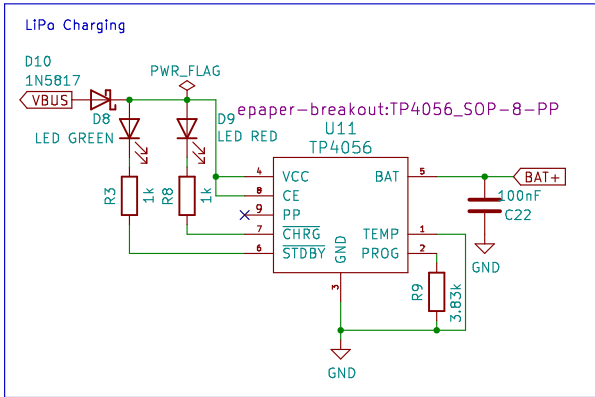 LiPo Charging
D10
1N5817
VBUS
PWR_FLAG
D8
LED GREEN
D9
LED RED
epaper-breakout:TP4056_SOP-8-PP
U11
TP4056
R3
1k
R8
1k
4
VCC
8
CE
9
PP
7
CHRG
6
STDBY
GND
3
BAT
5
TEMP
1
PROG
2
BAT+
100nF
C22
GND
R9
3.83k
GND